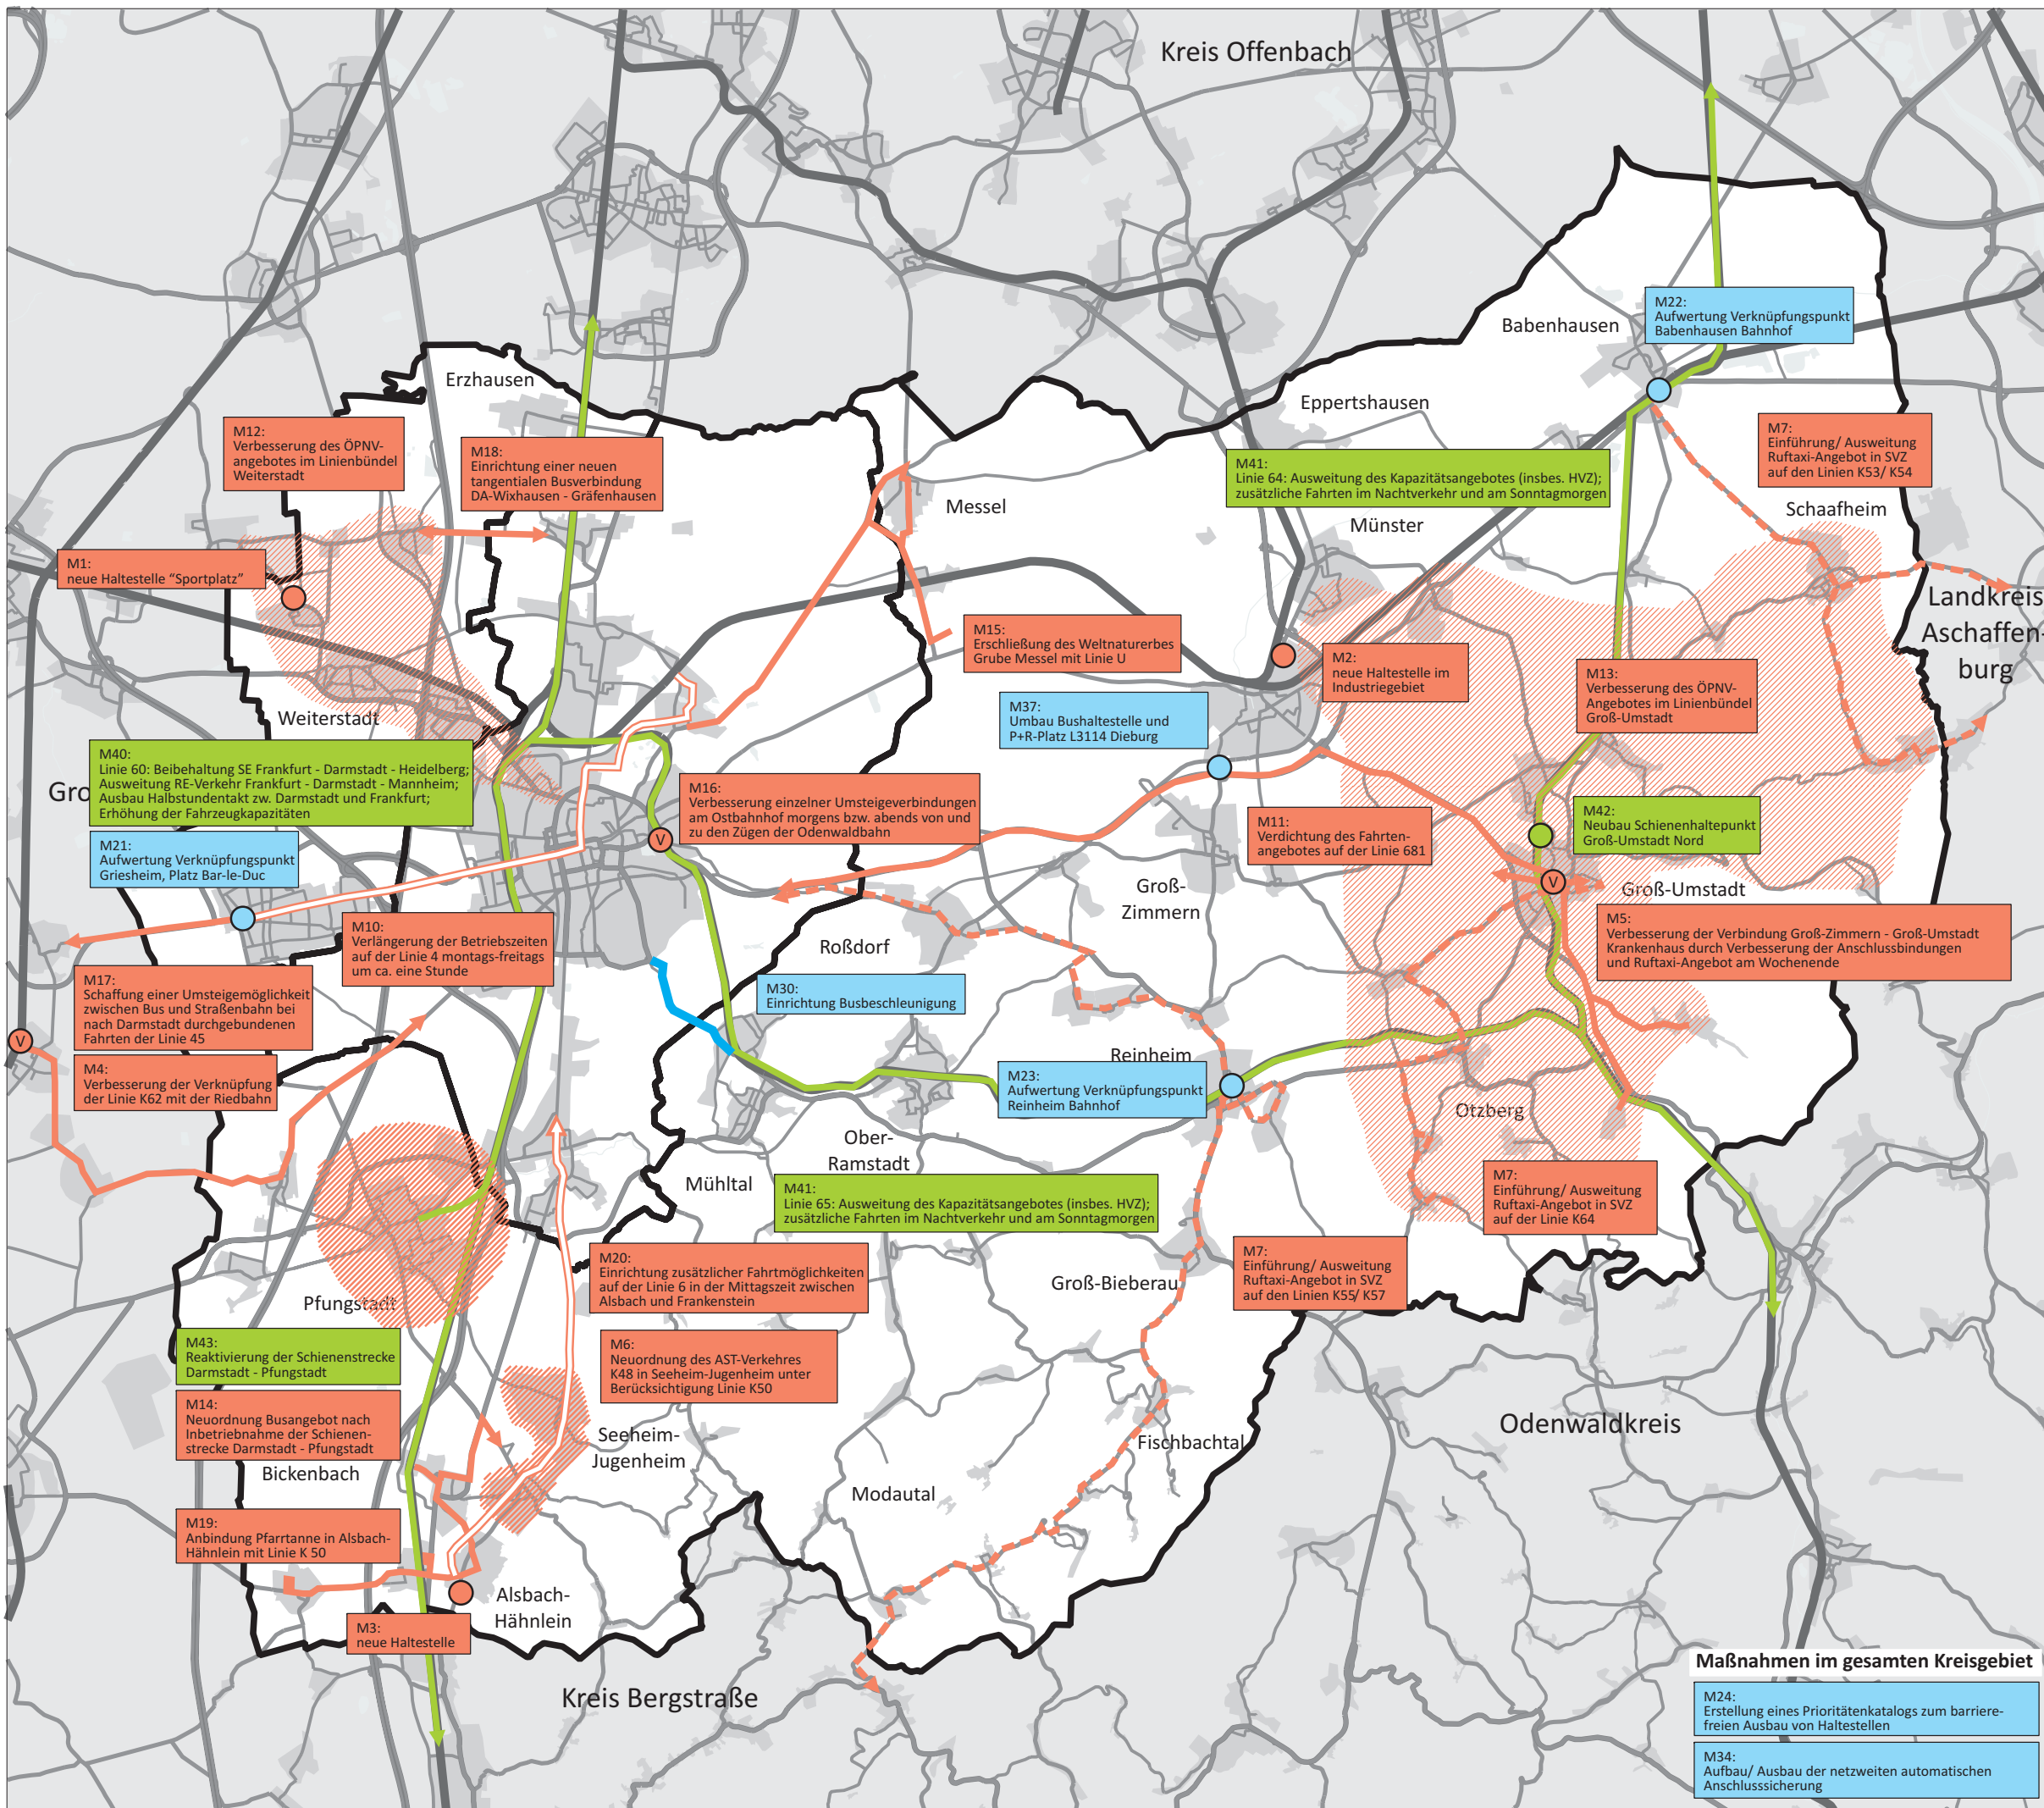 Kreis Offenbach
M22:
Aufwertung Verknüpfungspunkt
Babenhausen Bahnhof
Babenhausen
Erzhausen
Eppertshausen
M12:
Verbesserung des ÖPNV-
angebotes im Linienbündel
Weiterstadt
M18:
Einrichtung einer neuen
tangentialen Busverbindung
DA-Wixhausen - Gräfenhausen
M7:
Einführung/ Ausweitung
Ruftaxi-Angebot in SVZ
auf den Linien K53/ K54
M41:
Linie 64: Ausweitung des Kapazitätsangebotes (insbes. HVZ);
zusätzliche Fahrten im Nachtverkehr und am Sonntagmorgen
Messel
Schaafheim
Münster
M1:
neue Haltestelle “Sportplatz”
Landkreis
Aschaffen-
burg
M15:
Erschließung des Weltnaturerbes
Grube Messel mit Linie U
M2:
neue Haltestelle im
Industriegebiet
M13:
Verbesserung des ÖPNV-
Angebotes im Linienbündel
Groß-Umstadt
M37:
Umbau Bushaltestelle und
P+R-Platz L3114 Dieburg
Weiterstadt
M40:
Linie 60: Beibehaltung SE Frankfurt - Darmstadt - Heidelberg;
Ausweitung RE-Verkehr Frankfurt - Darmstadt - Mannheim;
Ausbau Halbstundentakt zw. Darmstadt und Frankfurt;
Erhöhung der Fahrzeugkapazitäten
Gro
M16:
Verbesserung einzelner Umsteigeverbindungen
am Ostbahnhof morgens bzw. abends von und
zu den Zügen der Odenwaldbahn
V
M11:
Verdichtung des Fahrten-
angebotes auf der Linie 681
M42:
Neubau Schienenhaltepunkt
Groß-Umstadt Nord
M21:
Aufwertung Verknüpfungspunkt
Griesheim, Platz Bar-le-Duc
V
Groß-Umstadt
Groß-
Zimmern
M5:
Verbesserung der Verbindung Groß-Zimmern - Groß-Umstadt
Krankenhaus durch Verbesserung der Anschlussbindungen
und Ruftaxi-Angebot am Wochenende
M10:
Verlängerung der Betriebszeiten
auf der Linie 4 montags-freitags
um ca. eine Stunde
Roßdorf
M17:
Schaffung einer Umsteigemöglichkeit
zwischen Bus und Straßenbahn bei
nach Darmstadt durchgebundenen
Fahrten der Linie 45
M30:
Einrichtung Busbeschleunigung
V
M4:
Verbesserung der Verknüpfung
der Linie K62 mit der Riedbahn
Reinheim
M23:
Aufwertung Verknüpfungspunkt
Reinheim Bahnhof
Otzberg
Ober-
Ramstadt
Mühltal
M41:
Linie 65: Ausweitung des Kapazitätsangebotes (insbes. HVZ);
zusätzliche Fahrten im Nachtverkehr und am Sonntagmorgen
M7:
Einführung/ Ausweitung
Ruftaxi-Angebot in SVZ
auf der Linie K64
M20:
Einrichtung zusätzlicher Fahrtmöglichkeiten
auf der Linie 6 in der Mittagszeit zwischen
Alsbach und Frankenstein
M7:
Einführung/ Ausweitung
Ruftaxi-Angebot in SVZ
auf den Linien K55/ K57
Groß-Bieberau
Pfungstadt
M43:
Reaktivierung der Schienenstrecke
Darmstadt - Pfungstadt
M6:
Neuordnung des AST-Verkehres
K48 in Seeheim-Jugenheim unter
Berücksichtigung Linie K50
M14:
Neuordnung Busangebot nach
Inbetriebnahme der Schienen-
strecke Darmstadt - Pfungstadt
Odenwaldkreis
Seeheim-
Jugenheim
Fischbachtal
Bickenbach
Modautal
M19:
Anbindung Pfarrtanne in Alsbach-
Hähnlein mit Linie K 50
Alsbach-
Hähnlein
M3:
neue Haltestelle
Kreis Bergstraße
Maßnahmen im gesamten Kreisgebiet
M24:
Erstellung eines Prioritätenkatalogs zum barriere-
freien Ausbau von Haltestellen
M34:
Aufbau/ Ausbau der netzweiten automatischen
Anschlusssicherung